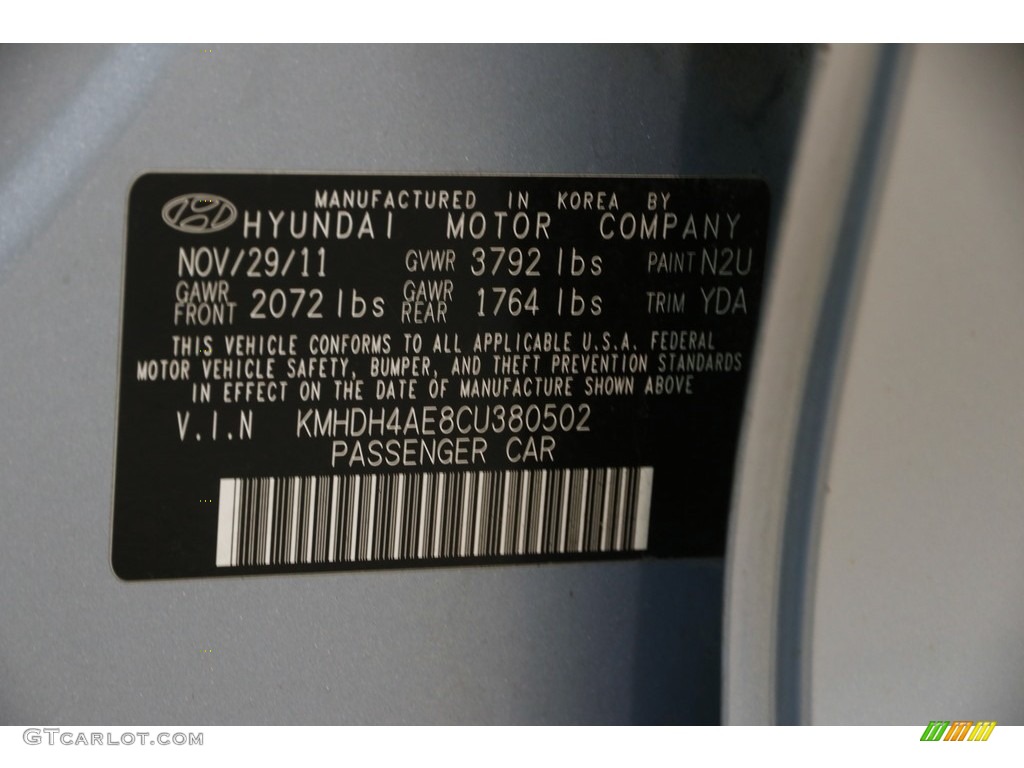 MANUFACTURED IN KOREA BY
HYUNDAI MOTOR COMPANY
NOV/29/11 GVWR 3792 lbs PAINT N2U
GAWR FRONT 2072 lbs GAWR REAR 1764 lbs TRIM YDA
THIS VEHICLE CONFORMS TO ALL APPLICABLE U.S.A. FEDERAL
MOTOR VEHICLE SAFETY, BUMPER, AND THEFT PREVENTION STANDARDS
IN EFFECT ON THE DATE OF MANUFACTURE SHOWN ABOVE
V.I.N KMHDH4AE8CU380502
PASSENGER CAR
GTCARLOT.COM